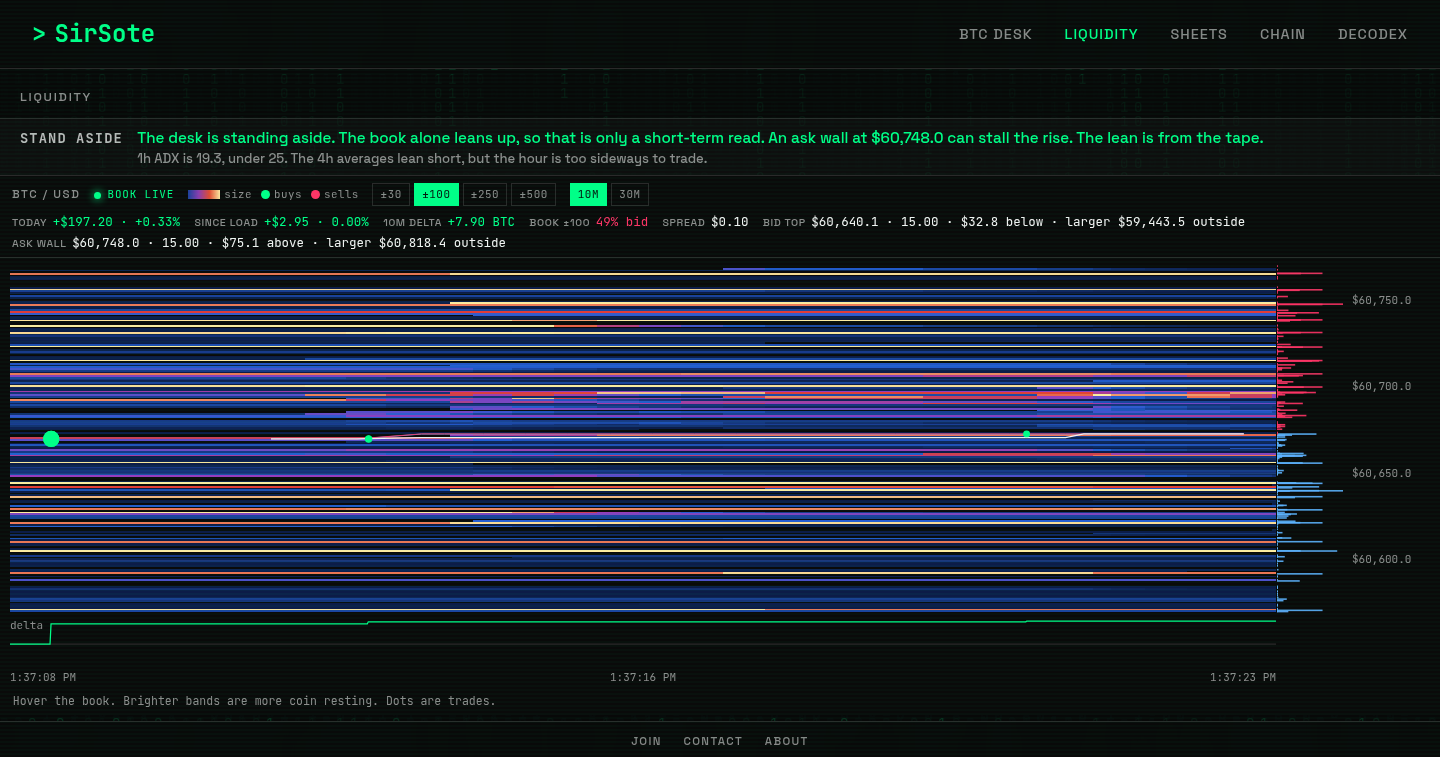 > SirSote
BTC DESK LIQUIDITY SHEETS CHAIN DECODEX
LIQUIDITY
STAND ASIDE The desk is standing aside. The book alone leans up, so that is only a short-term read. An ask wall at $60,748.0 can stall the rise. The lean is from the tape.
1h ADX is 19.3, under 25. The 4h averages lean short, but the hour is too sideways to trade.
BTC / USD BOOK LIVE size buys sells ±30 ±100 ±250 ±500 10M 30M
TODAY +$197.20 · +0.33% SINCE LOAD +$2.95 · 0.00% 10M DELTA +7.90 BTC BOOK ±100 49% bid SPREAD $0.10 BID TOP $60,640.1 · 15.00 · $32.8 below · larger $59,443.5 outside
ASK WALL $60,748.0 · 15.00 · $75.1 above · larger $60,818.4 outside
$60,750.0
$60,700.0
$60,650.0
$60,600.0
delta
1:37:08 PM 1:37:16 PM 1:37:23 PM
Hover the book. Brighter bands are more coin resting. Dots are trades.
JOIN CONTACT ABOUT